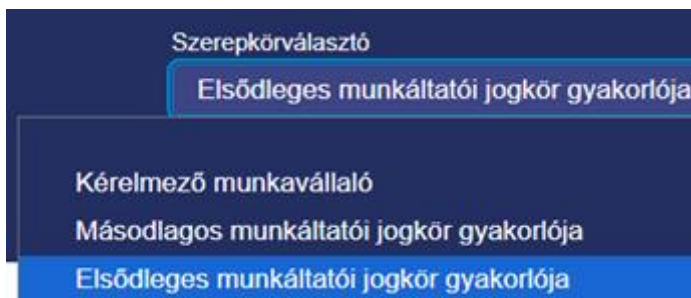 Szerepkörválasztó
Elsődleges munkáltatói jogkör gyakorlója
Kérelmező munkavállaló
Másodlagos munkáltatói jogkör gyakorlója
Elsődleges munkáltatói jogkör gyakorlója